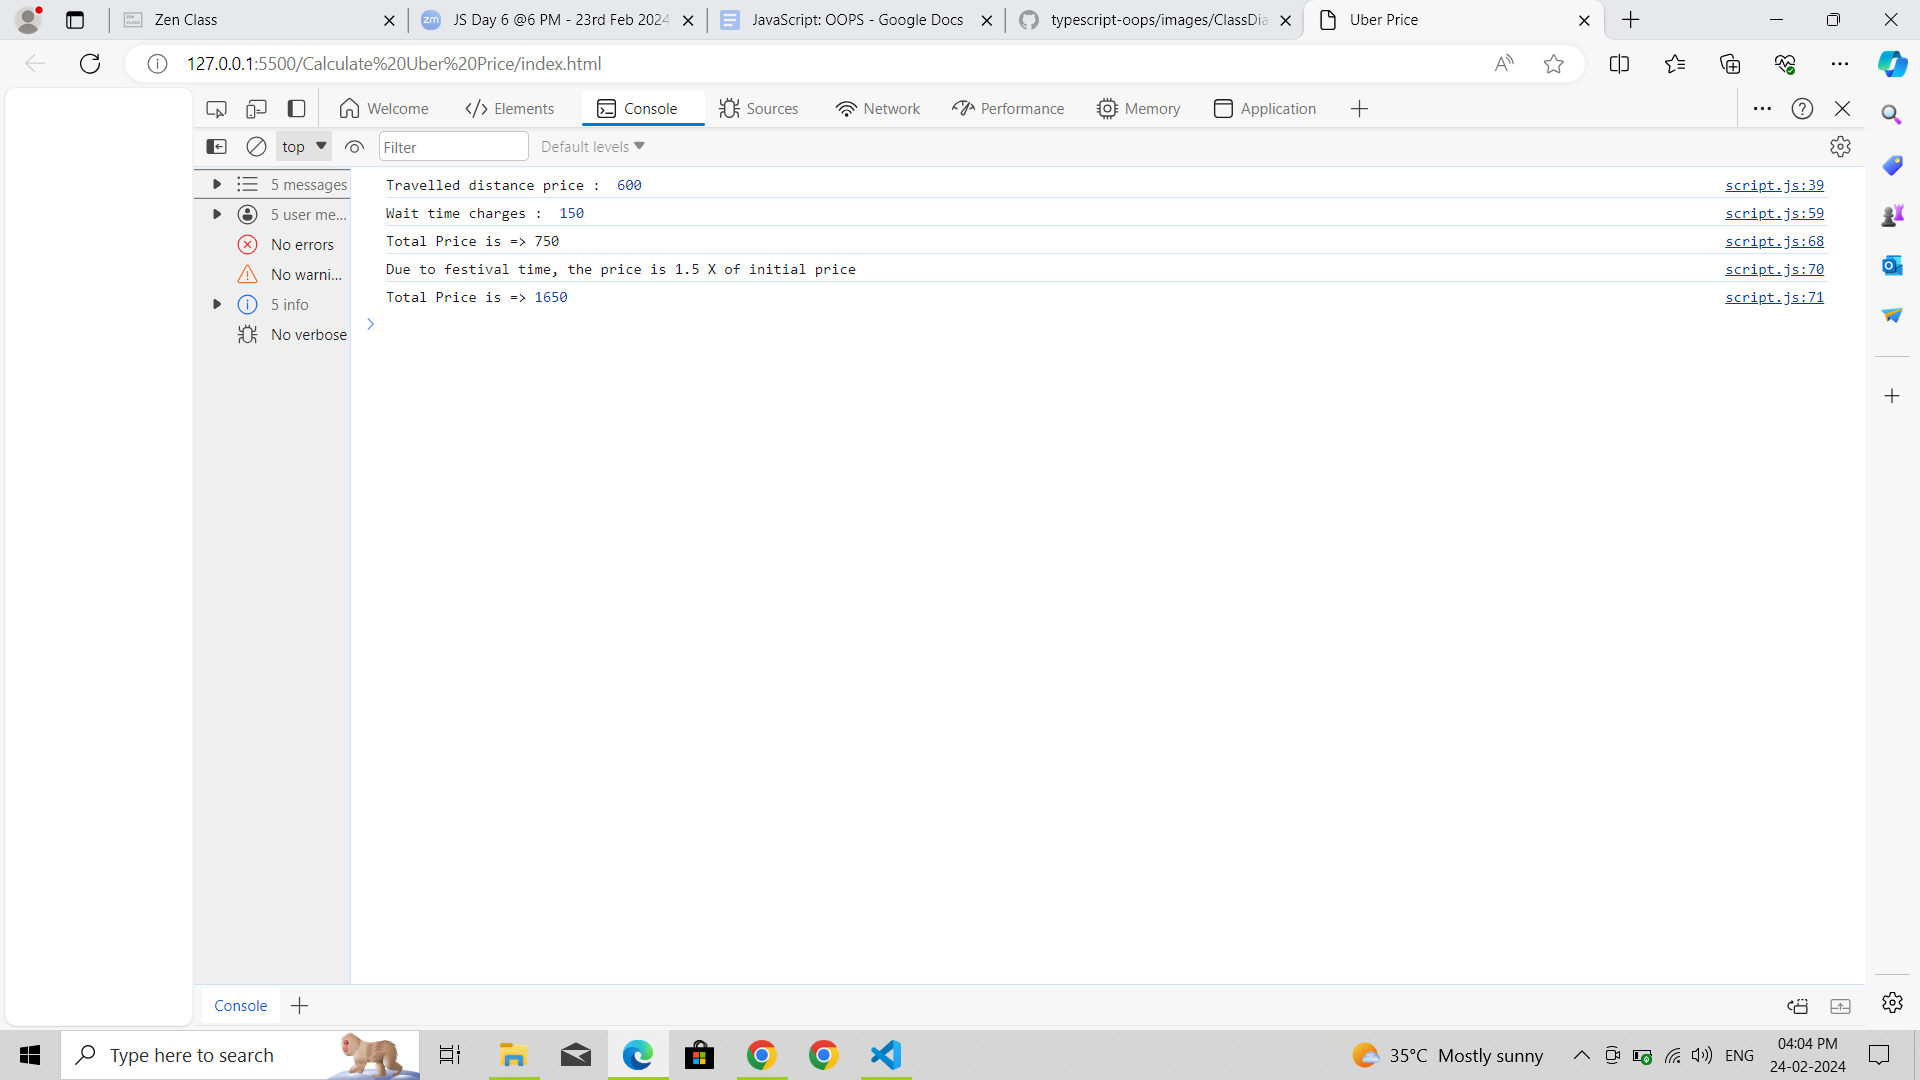 Zen Class
JS Day 6 @6 PM - 23rd Feb 2024
JavaScript: OOPS - Google Docs
typescript-oops/images/ClassDia
Uber Price
127.0.0.1:5500/Calculate%20Uber%20Price/index.html
Welcome
Elements
Console
Sources
Network
Performance
Memory
Application
top
Filter
Default levels
5 messages
5 user me...
No errors
No warni...
5 info
No verbose
Travelled distance price :  600 script.js:39
Wait time charges :  150 script.js:59
Total Price is => 750 script.js:68
Due to festival time, the price is 1.5 X of initial price script.js:70
Total Price is => 1650 script.js:71
Console
Type here to search
35°C Mostly sunny
ENG
04:04 PM
24-02-2024